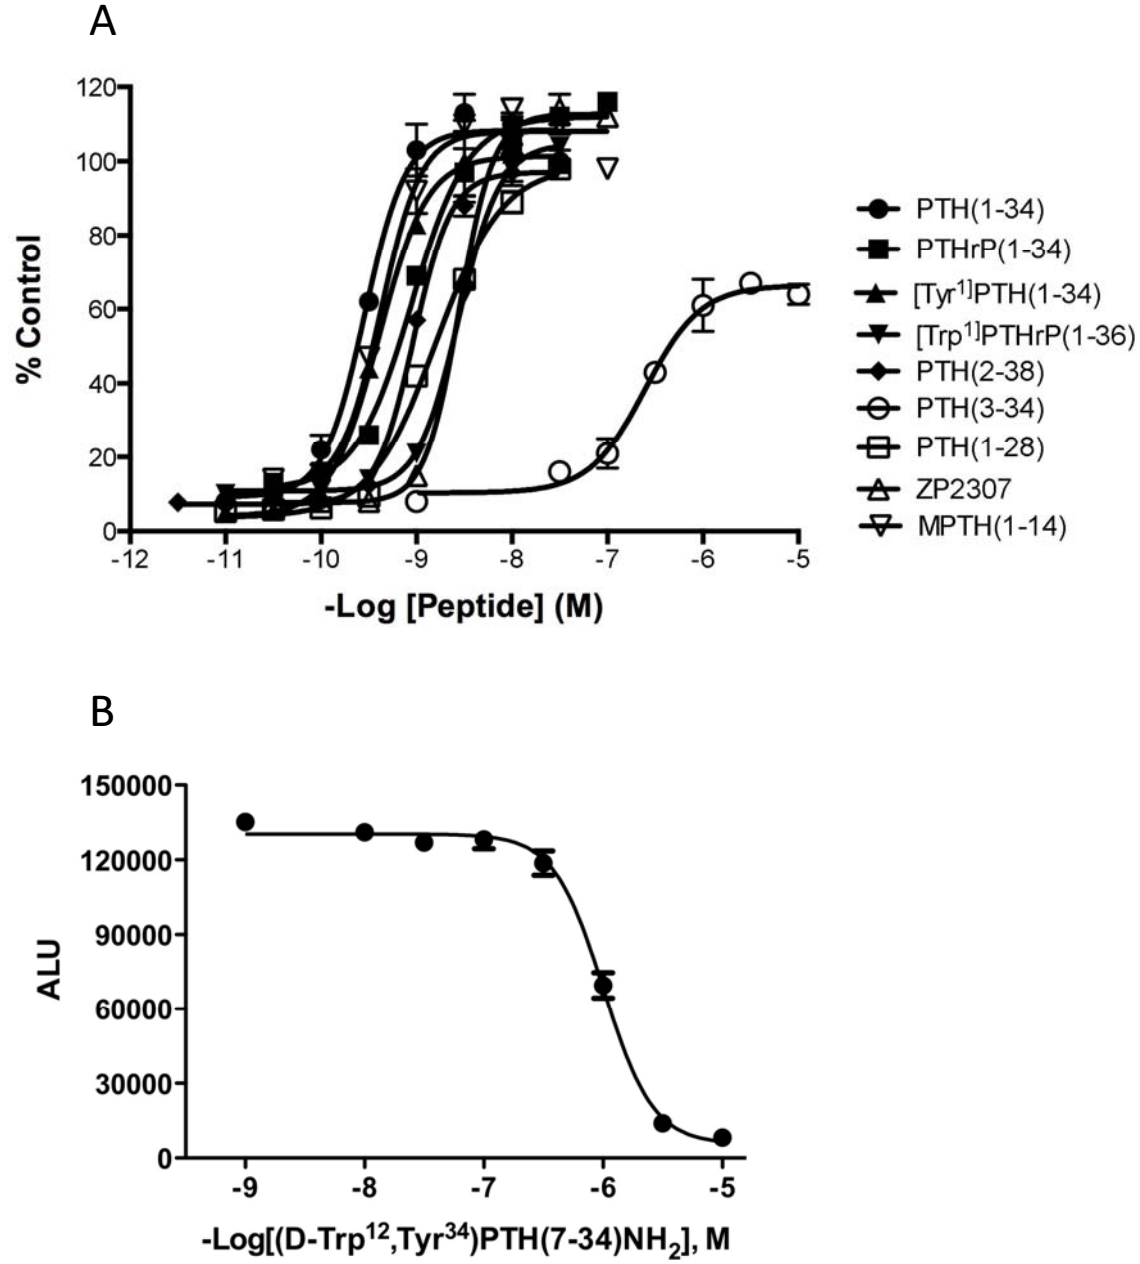 A
120
100
80
60
40
20
0
-12 -11 -10 -9 -8 -7 -6 -5
% Control
-Log [Peptide] (M)
PTH(1-34)
PTHrP(1-34)
[Tyr¹]PTH(1-34)
[Trp¹]PTHrP(1-36)
PTH(2-38)
PTH(3-34)
PTH(1-28)
ZP2307
MPTH(1-14)
B
150000
120000
90000
60000
30000
0
-9 -8 -7 -6 -5
ALU
-Log[(D-Trp¹²,Tyr³⁴)PTH(7-34)NH₂], M